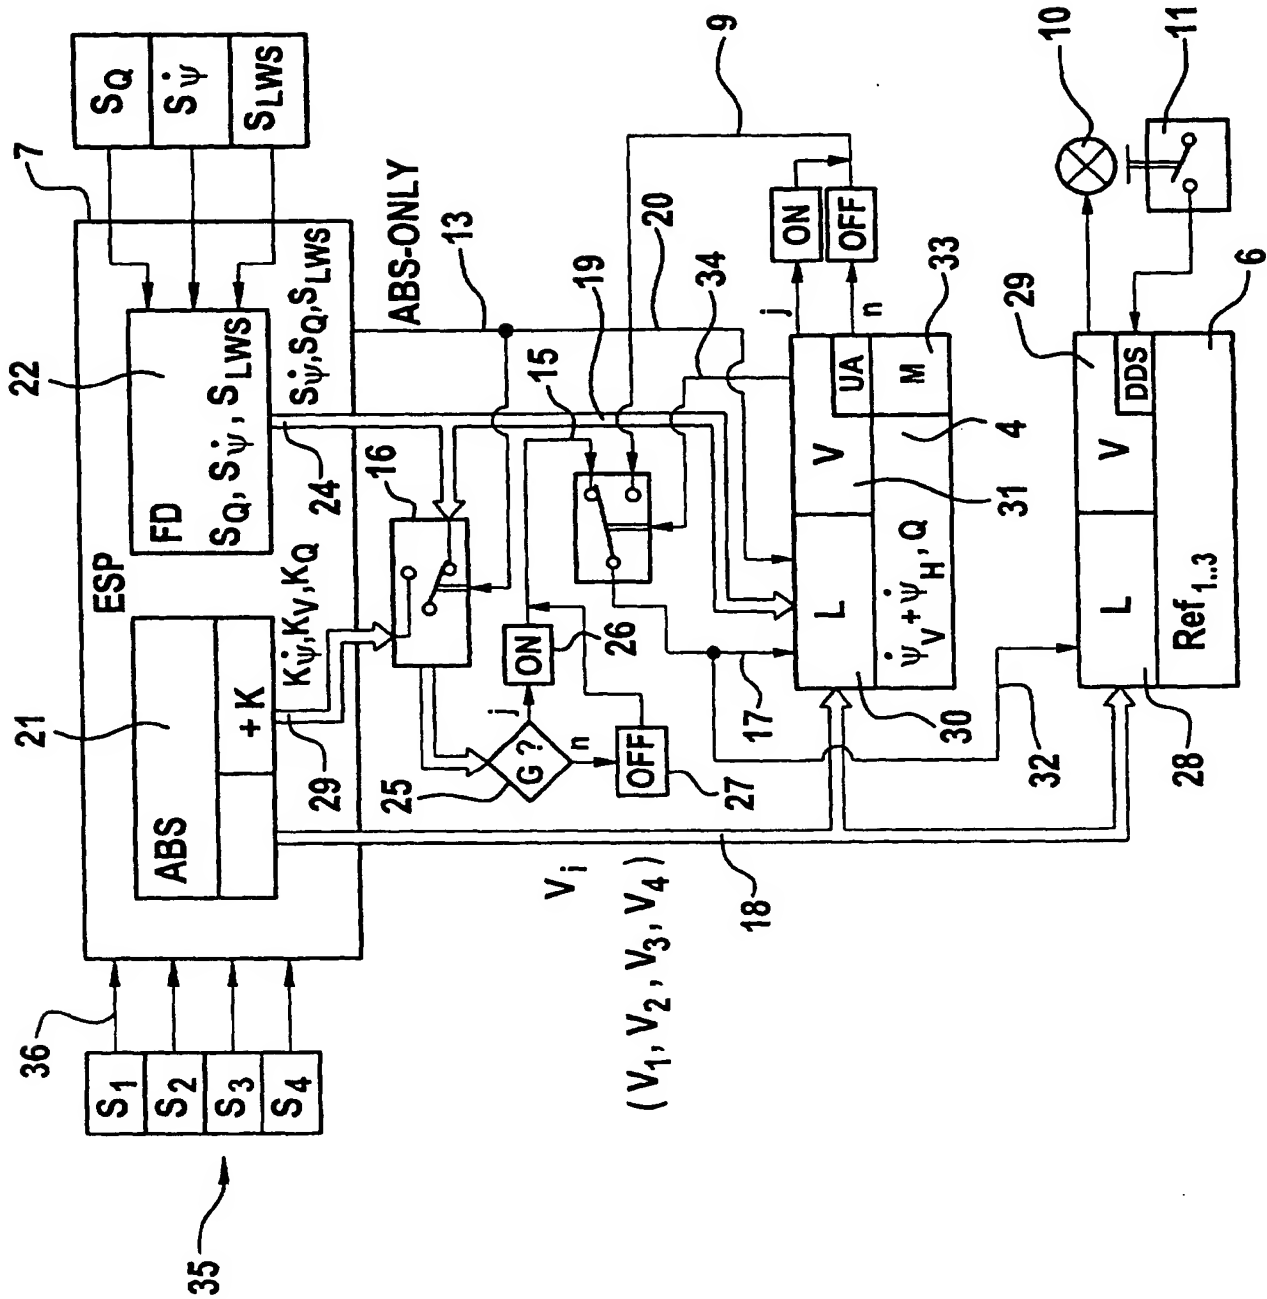 35
36
S1
S2
S3
S4
7
ESP
21
ABS
+K
22
FD
SQ, Sψ̇, SLWS
SQ
Sψ̇
SLWS
29
Kψ̇, KV, KQ
24
Sψ̇, SQ, SLWS
ABS-ONLY
13
16
25
G ?
j
n
ON
26
OFF
27
15
19
20
34
9
Vi
(V1, V2, V3, V4)
18
17
32
30
L
V
UA
M
31
4
33
ψ̇V + ψ̇H, Q
j
n
ON
OFF
28
L
V
DDS
29
Ref1..3
6
10
11